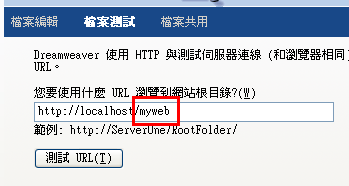 檔案編輯 檔案測試 檔案共用
Dreamweaver 使用 HTTP 與測試伺服器連線 (和瀏覽器相同)
URL。
您要使用什麼 URL 瀏覽到網站根目錄?(W)
http://localhost/myweb
範例: http://ServerOne/RootFolder/
測試 URL(T)